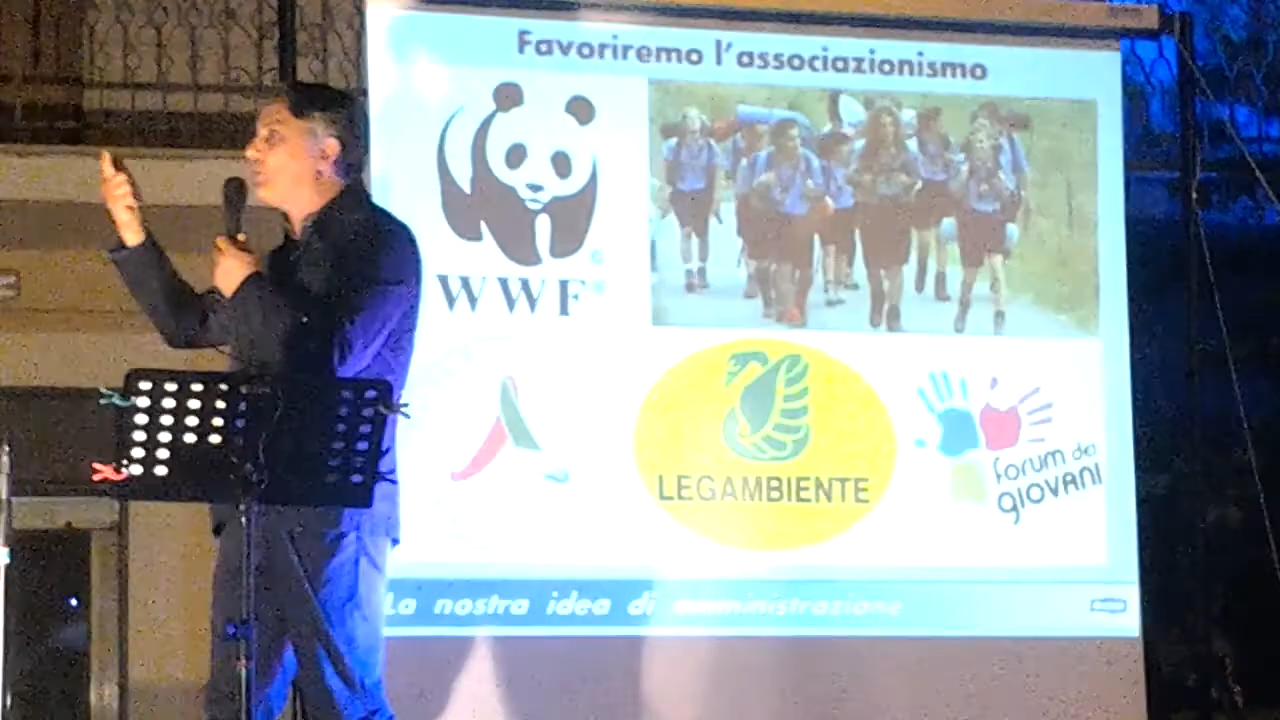 Favoriremo l'associazionismo
WWF
LEGAMBIENTE
forum dei
giovani
La nostra idea di amministrazione